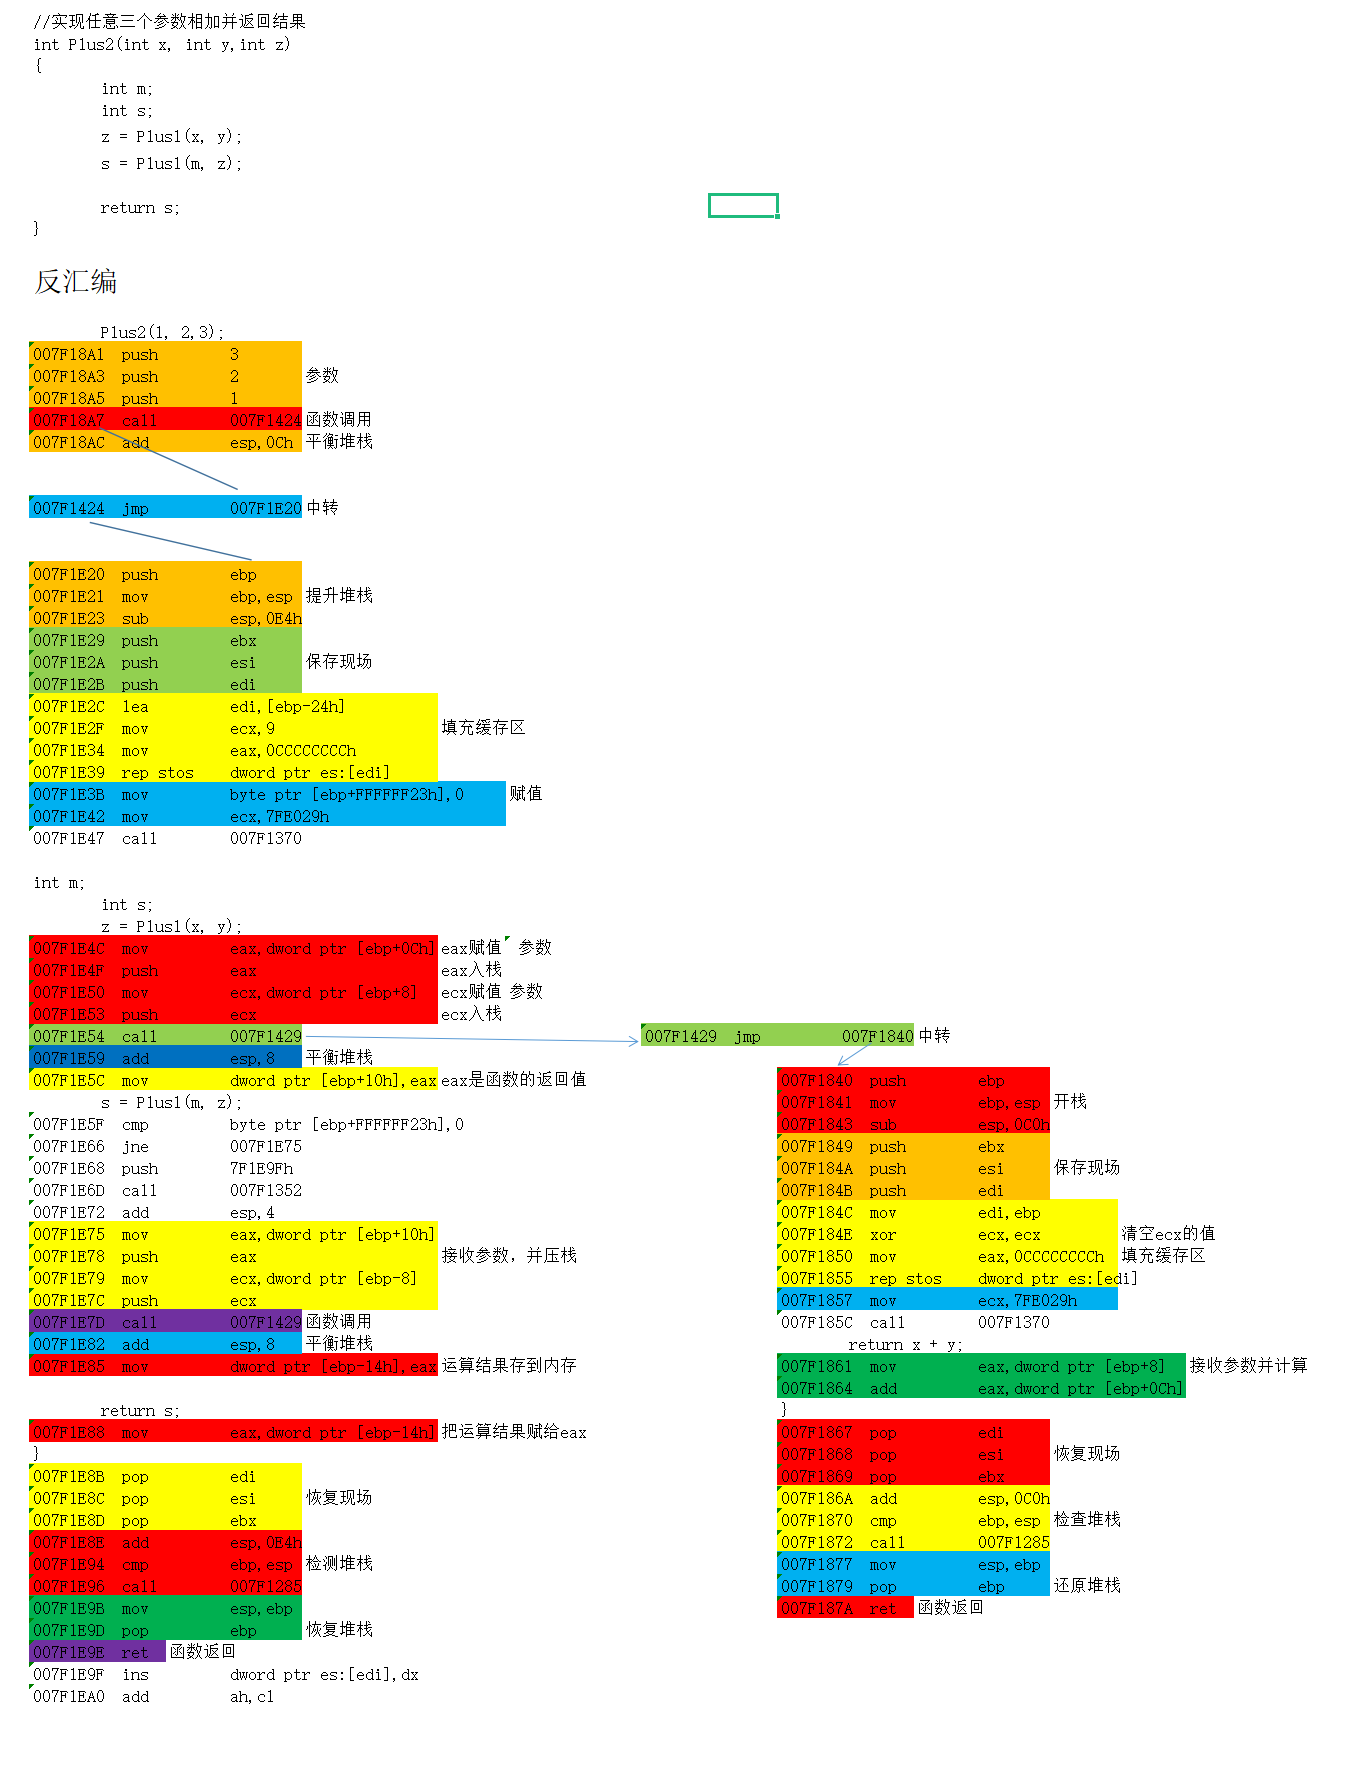 //实现任意三个参数相加并返回结果
int Plus2(int x, int y,int z)
{
int m;
int s;
z = Plus1(x, y);
s = Plus1(m, z);
return s;
}
反汇编
Plus2(1, 2,3);
007F18A1 push 3
007F18A3 push 2 参数
007F18A5 push 1
007F18A7 call 007F1424 函数调用
007F18AC add esp,0Ch 平衡堆栈
007F1424 jmp 007F1E20 中转
007F1E20 push ebp
007F1E21 mov ebp,esp 提升堆栈
007F1E23 sub esp,0E4h
007F1E29 push ebx
007F1E2A push esi 保存现场
007F1E2B push edi
007F1E2C lea edi,[ebp-24h]
007F1E2F mov ecx,9 填充缓存区
007F1E34 mov eax,0CCCCCCCCh
007F1E39 rep stos dword ptr es:[edi]
007F1E3B mov byte ptr [ebp+FFFFFF23h],0 赋值
007F1E42 mov ecx,7FE029h
007F1E47 call 007F1370
int m;
int s;
z = Plus1(x, y);
007F1E4C mov eax,dword ptr [ebp+0Ch] eax赋值 参数
007F1E4F push eax eax入栈
007F1E50 mov ecx,dword ptr [ebp+8] ecx赋值 参数
007F1E53 push ecx ecx入栈
007F1E54 call 007F1429
007F1E59 add esp,8 平衡堆栈
007F1E5C mov dword ptr [ebp+10h],eax eax是函数的返回值
s = Plus1(m, z);
007F1E5F cmp byte ptr [ebp+FFFFFF23h],0
007F1E66 jne 007F1E75
007F1E68 push 7F1E9Fh
007F1E6D call 007F1352
007F1E72 add esp,4
007F1E75 mov eax,dword ptr [ebp+10h]
007F1E78 push eax 接收参数，并压栈
007F1E79 mov ecx,dword ptr [ebp-8]
007F1E7C push ecx
007F1E7D call 007F1429 函数调用
007F1E82 add esp,8 平衡堆栈
007F1E85 mov dword ptr [ebp-14h],eax 运算结果存到内存
return s;
007F1E88 mov eax,dword ptr [ebp-14h] 把运算结果赋给eax
}
007F1E8B pop edi
007F1E8C pop esi 恢复现场
007F1E8D pop ebx
007F1E8E add esp,0E4h
007F1E94 cmp ebp,esp 检测堆栈
007F1E96 call 007F1285
007F1E9B mov esp,ebp
007F1E9D pop ebp 恢复堆栈
007F1E9E ret 函数返回
007F1E9F ins dword ptr es:[edi],dx
007F1EA0 add ah,cl
007F1429 jmp 007F1840 中转
007F1840 push ebp
007F1841 mov ebp,esp 开栈
007F1843 sub esp,0C0h
007F1849 push ebx
007F184A push esi 保存现场
007F184B push edi
007F184C mov edi,ebp
007F184E xor ecx,ecx 清空ecx的值
007F1850 mov eax,0CCCCCCCCh 填充缓存区
007F1855 rep stos dword ptr es:[edi]
007F1857 mov ecx,7FE029h
007F185C call 007F1370
return x + y;
007F1861 mov eax,dword ptr [ebp+8] 接收参数并计算
007F1864 add eax,dword ptr [ebp+0Ch]
}
007F1867 pop edi
007F1868 pop esi 恢复现场
007F1869 pop ebx
007F186A add esp,0C0h
007F1870 cmp ebp,esp 检查堆栈
007F1872 call 007F1285
007F1877 mov esp,ebp
007F1879 pop ebp 还原堆栈
007F187A ret 函数返回